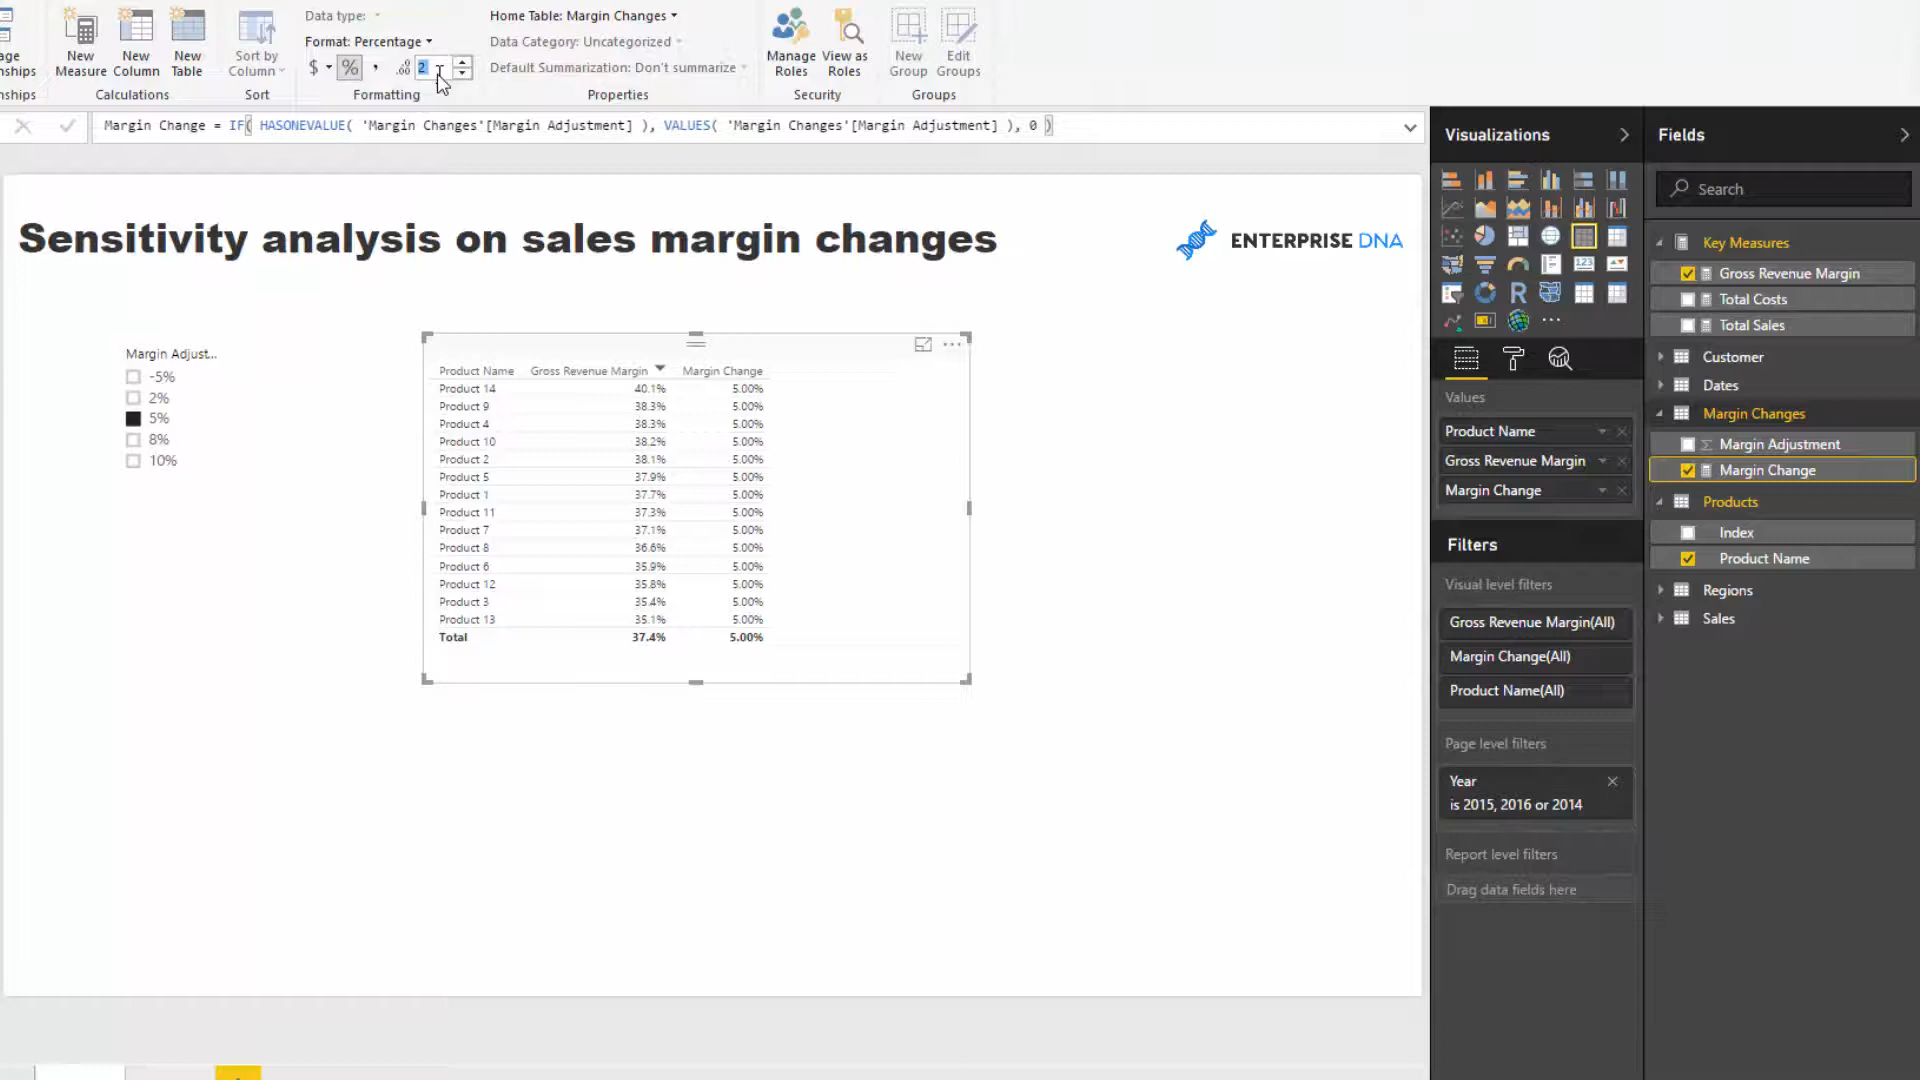 Data type:
Home Table: Margin Changes
Format: Percentage
Data Category: Uncategorized
$ % , .00 2
Default Summarization: Don't summarize
New Measure
New Column
New Table
Sort by Column
Manage Roles
View as Roles
New Group
Edit Groups
Calculations
Sort
Formatting
Properties
Security
Groups
Margin Change = IF( HASONEVALUE( 'Margin Changes'[Margin Adjustment] ), VALUES( 'Margin Changes'[Margin Adjustment] ), 0 )
Sensitivity analysis on sales margin changes
ENTERPRISE DNA
Margin Adjust...
-5%
2%
5%
8%
10%
Product Name Gross Revenue Margin Margin Change
Product 14 40.1% 5.00%
Product 9 38.3% 5.00%
Product 4 38.3% 5.00%
Product 10 38.2% 5.00%
Product 2 38.1% 5.00%
Product 5 37.9% 5.00%
Product 1 37.7% 5.00%
Product 11 37.3% 5.00%
Product 7 37.1% 5.00%
Product 8 36.6% 5.00%
Product 6 35.9% 5.00%
Product 12 35.8% 5.00%
Product 3 35.4% 5.00%
Product 13 35.1% 5.00%
Total 37.4% 5.00%
Visualizations
Values
Product Name
Gross Revenue Margin
Margin Change
Filters
Visual level filters
Gross Revenue Margin(All)
Margin Change(All)
Product Name(All)
Page level filters
Year
is 2015, 2016 or 2014
Report level filters
Drag data fields here
Fields
Search
Key Measures
Gross Revenue Margin
Total Costs
Total Sales
Customer
Dates
Margin Changes
Margin Adjustment
Margin Change
Products
Index
Product Name
Regions
Sales